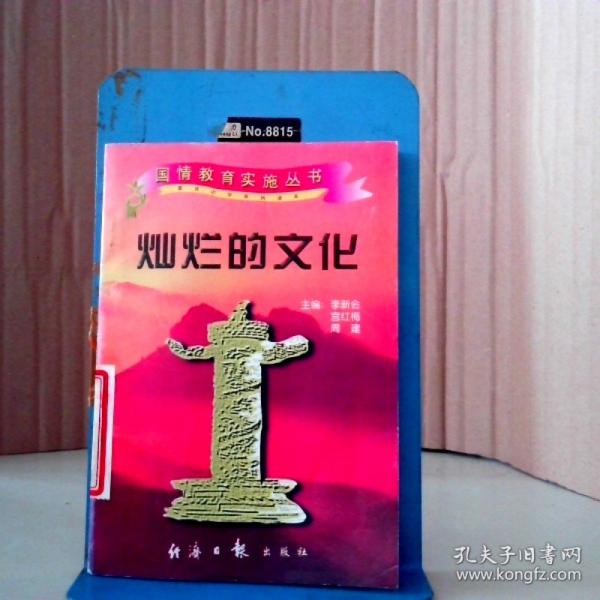 力
No.8815
国情教育实施丛书
灿烂的文化
主编 李新会
宫红梅
周建
经济日报出版社
孔夫子旧书网
www.kongfz.com